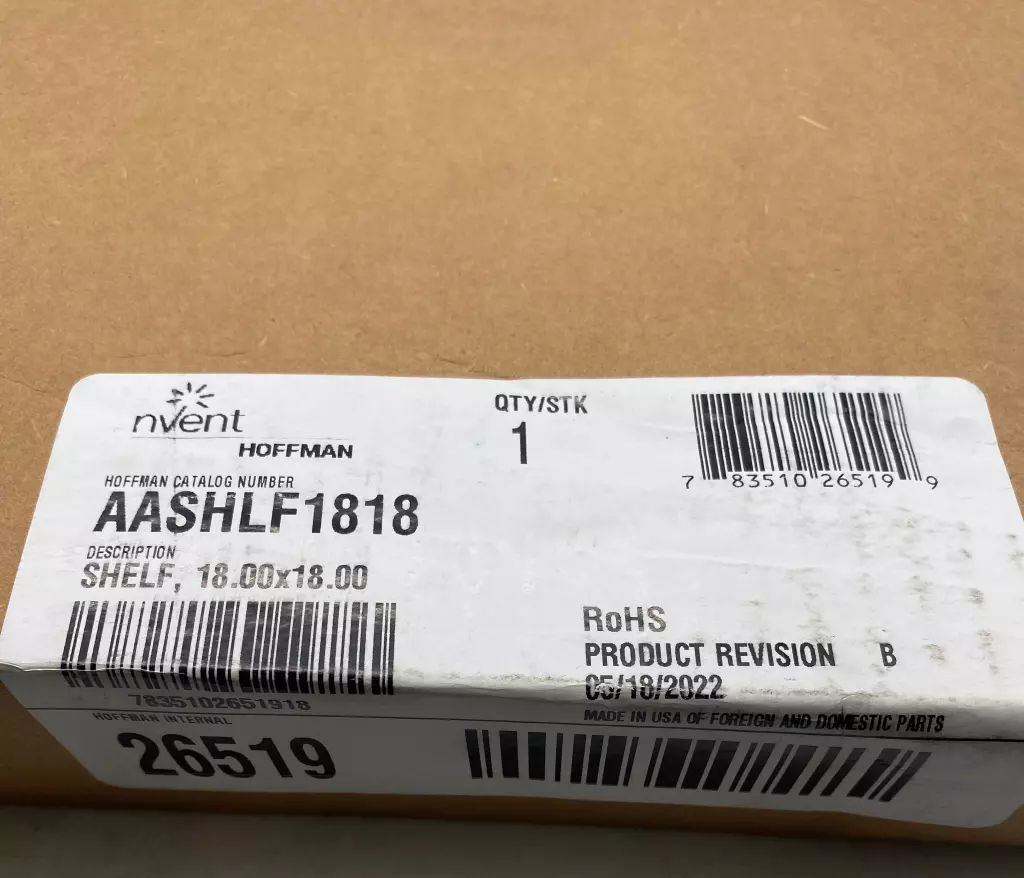 nVent
HOFFMAN
QTY/STK
1
7 83510 26519 9
HOFFMAN CATALOG NUMBER
AASHLF1818
DESCRIPTION
SHELF, 18.00x18.00
7835102651918
RoHS
PRODUCT REVISION B
05/18/2022
MADE IN USA OF FOREIGN AND DOMESTIC PARTS
HOFFMAN INTERNAL
26519